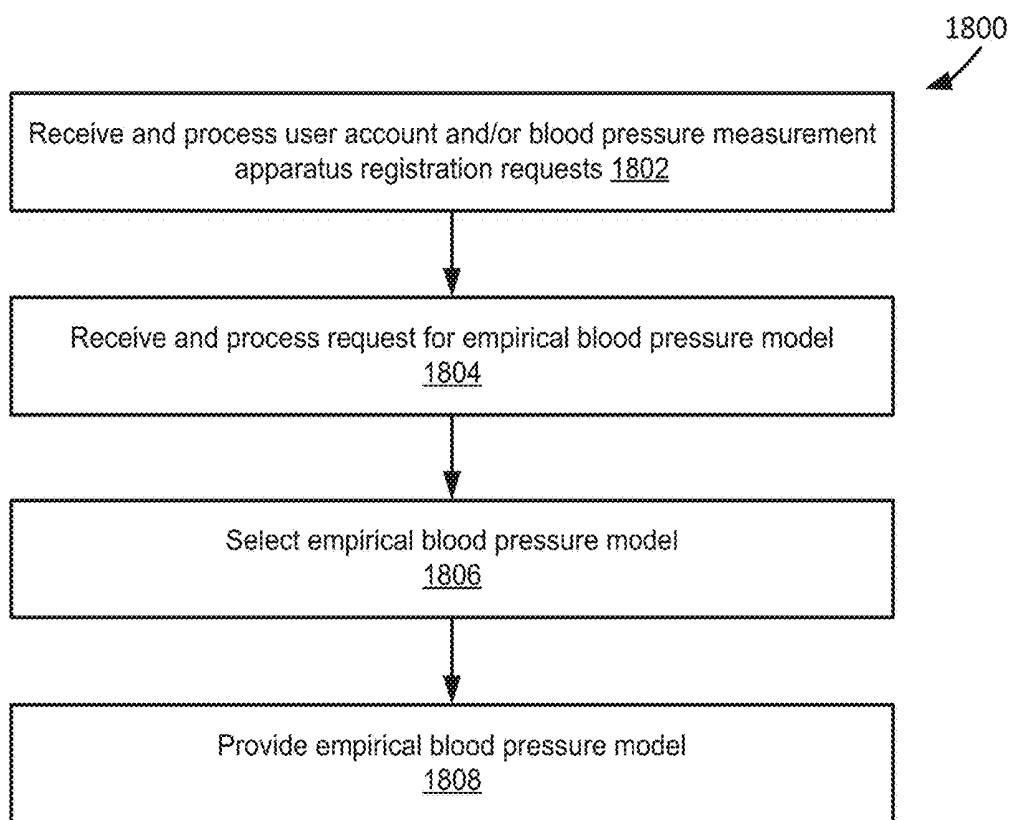 1800
Receive and process user account and/or blood pressure measurement
apparatus registration requests 1802
Receive and process request for empirical blood pressure model
1804
Select empirical blood pressure model
1806
Provide empirical blood pressure model
1808